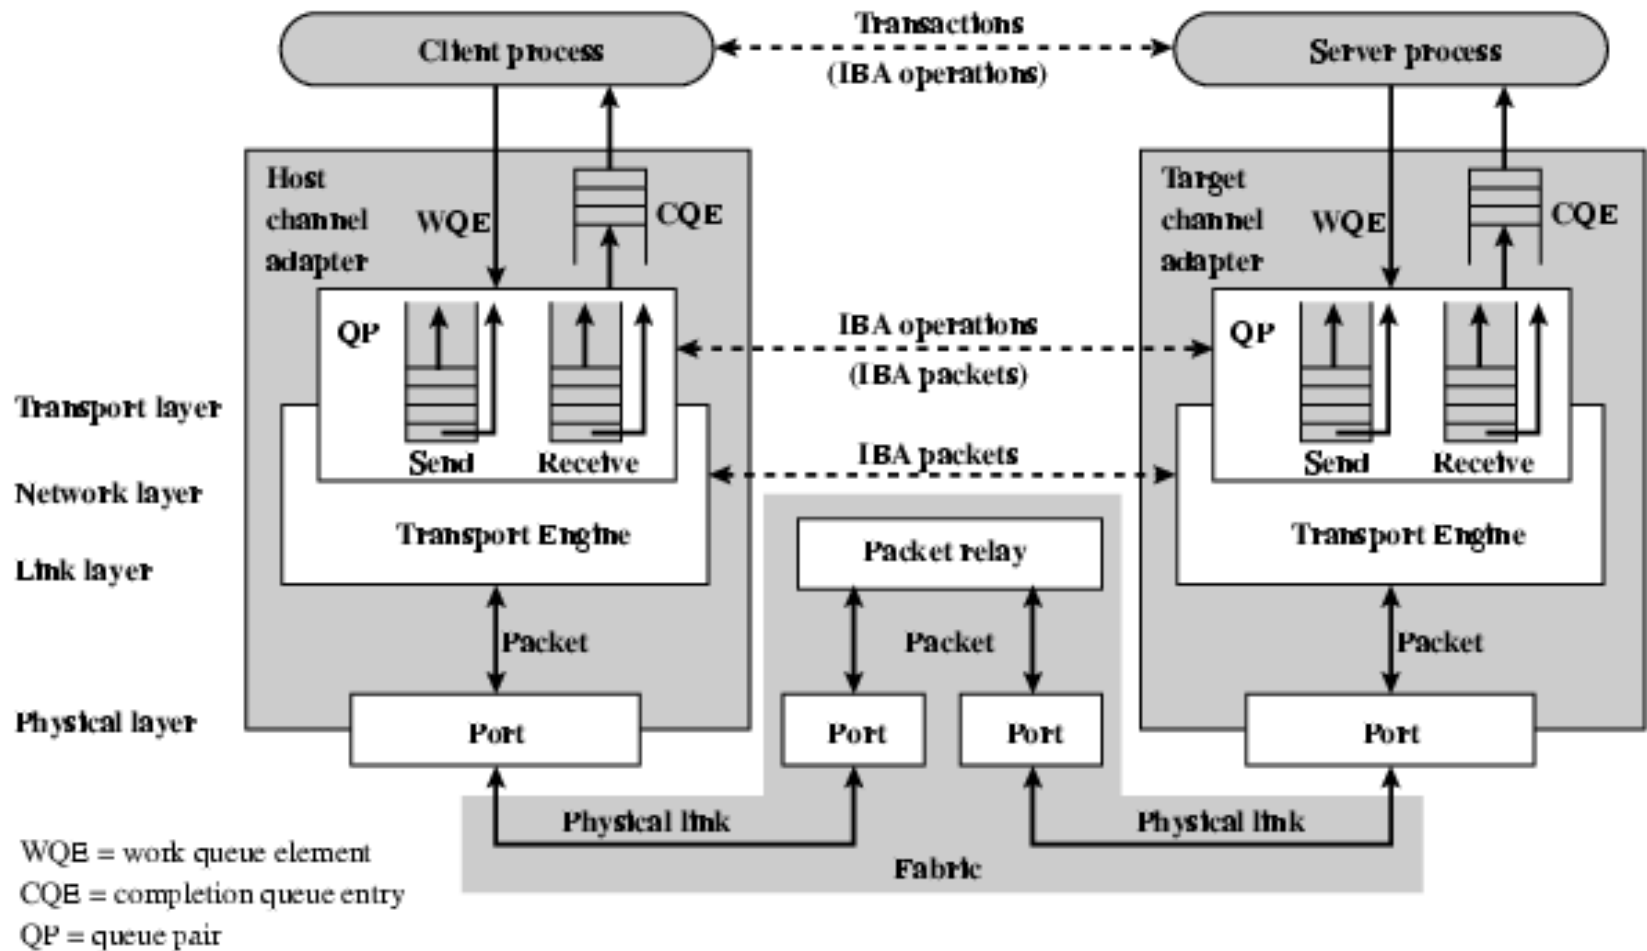 Client process
Transactions
(IBA operations)
Server process
Host
channel
adapter
WQE
CQE
Target
channel
adapter
WQE
CQE
QP
IBA operations
(IBA packets)
QP
Transport layer
Send
Receive
IBA packets
Send
Receive
Network layer
Transport Engine
Packet relay
Transport Engine
Link layer
Packet
Packet
Packet
Physical layer
Port
Port
Port
Port
Physical link
Physical link
Fabric
WQE = work queue element
CQE = completion queue entry
QP = queue pair